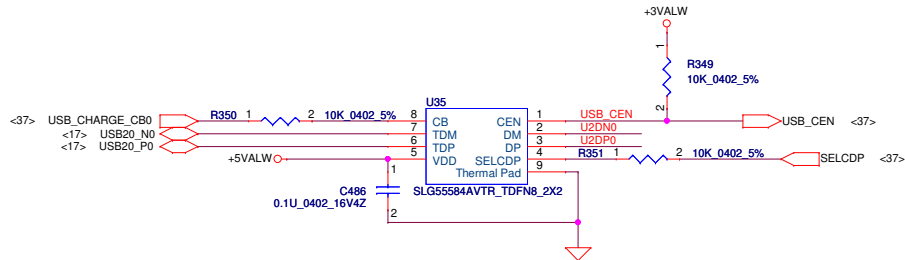 +3VALW
1
R349
10K_0402_5%
2
U35
<37> USB_CHARGE_CB0 R350 1 2 10K_0402_5% 8 CB CEN 1 USB_CEN USB_CEN <37>
<17> USB20_N0 7 TDM DM 2 U2DN0
<17> USB20_P0 6 TDP DP 3 U2DP0
+5VALW 5 VDD SELCDP 4 R351 1 2 10K_0402_5% SELCDP <37>
Thermal Pad 9
1
C486 SLG55584AVTR_TDFN8_2X2
0.1U_0402_16V4Z
2